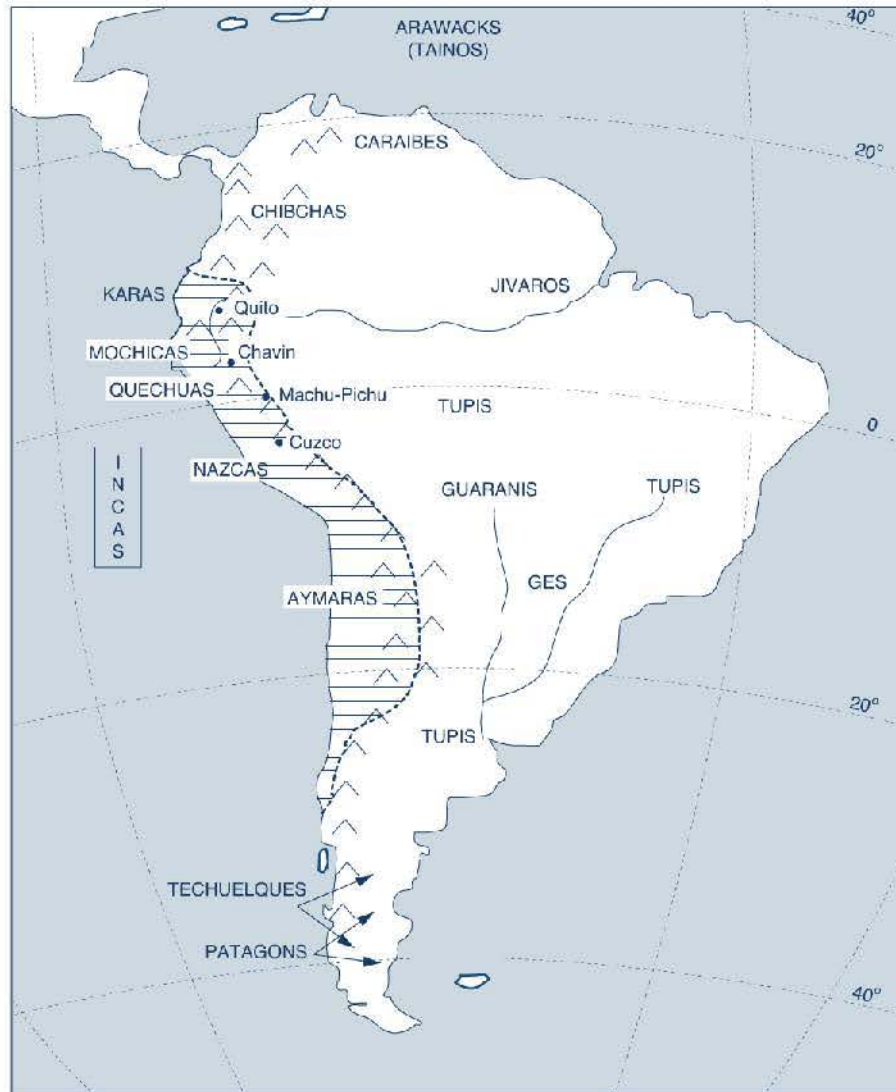 40°
ARAWACKS
(TAINOS)
20°
CARAIBES
CHIBCHAS
JIVAROS
KARAS
Quito
MOCHICAS
Chavin
QUECHUAS
Machu-Pichu
TUPIS
0
Cuzco
NAZCAS
GUARANIS
TUPIS
I
N
C
A
S
GES
AYMARAS
20°
TUPIS
TECHUELQUES
PATAGONS
40°